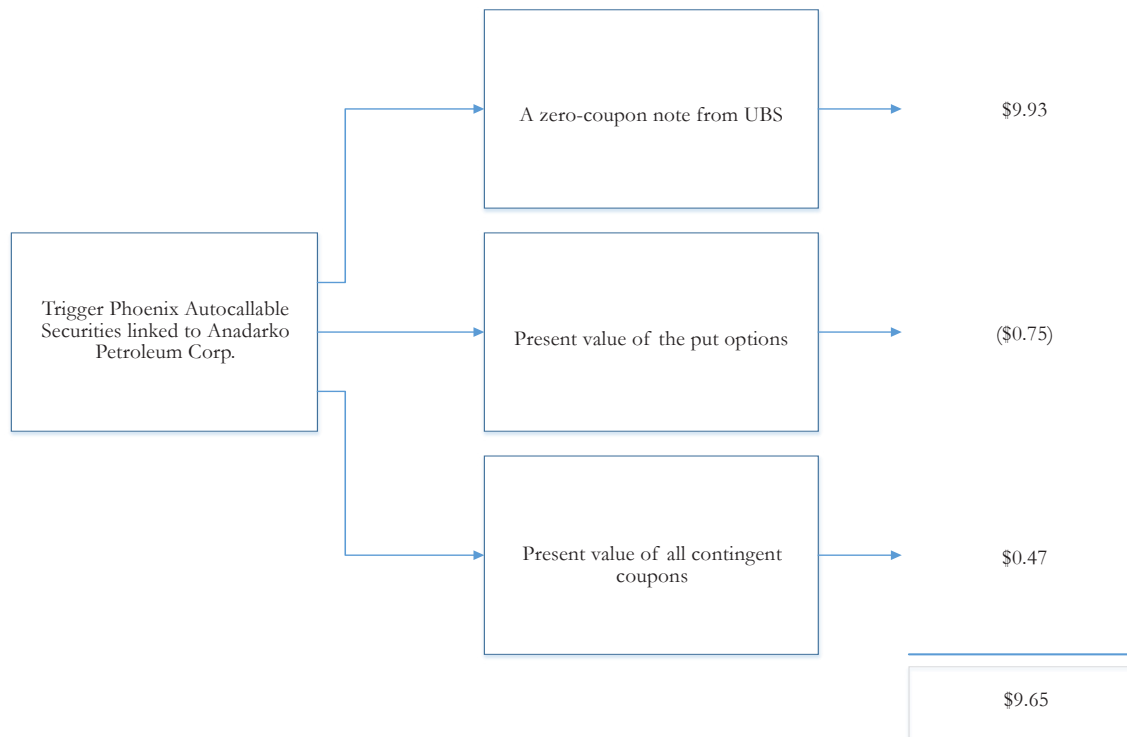 A zero-coupon note from UBS
$9.93
Trigger Phoenix Autocallable
Securities linked to Anadarko
Petroleum Corp.
Present value of the put options
($0.75)
Present value of all contingent
coupons
$0.47
$9.65